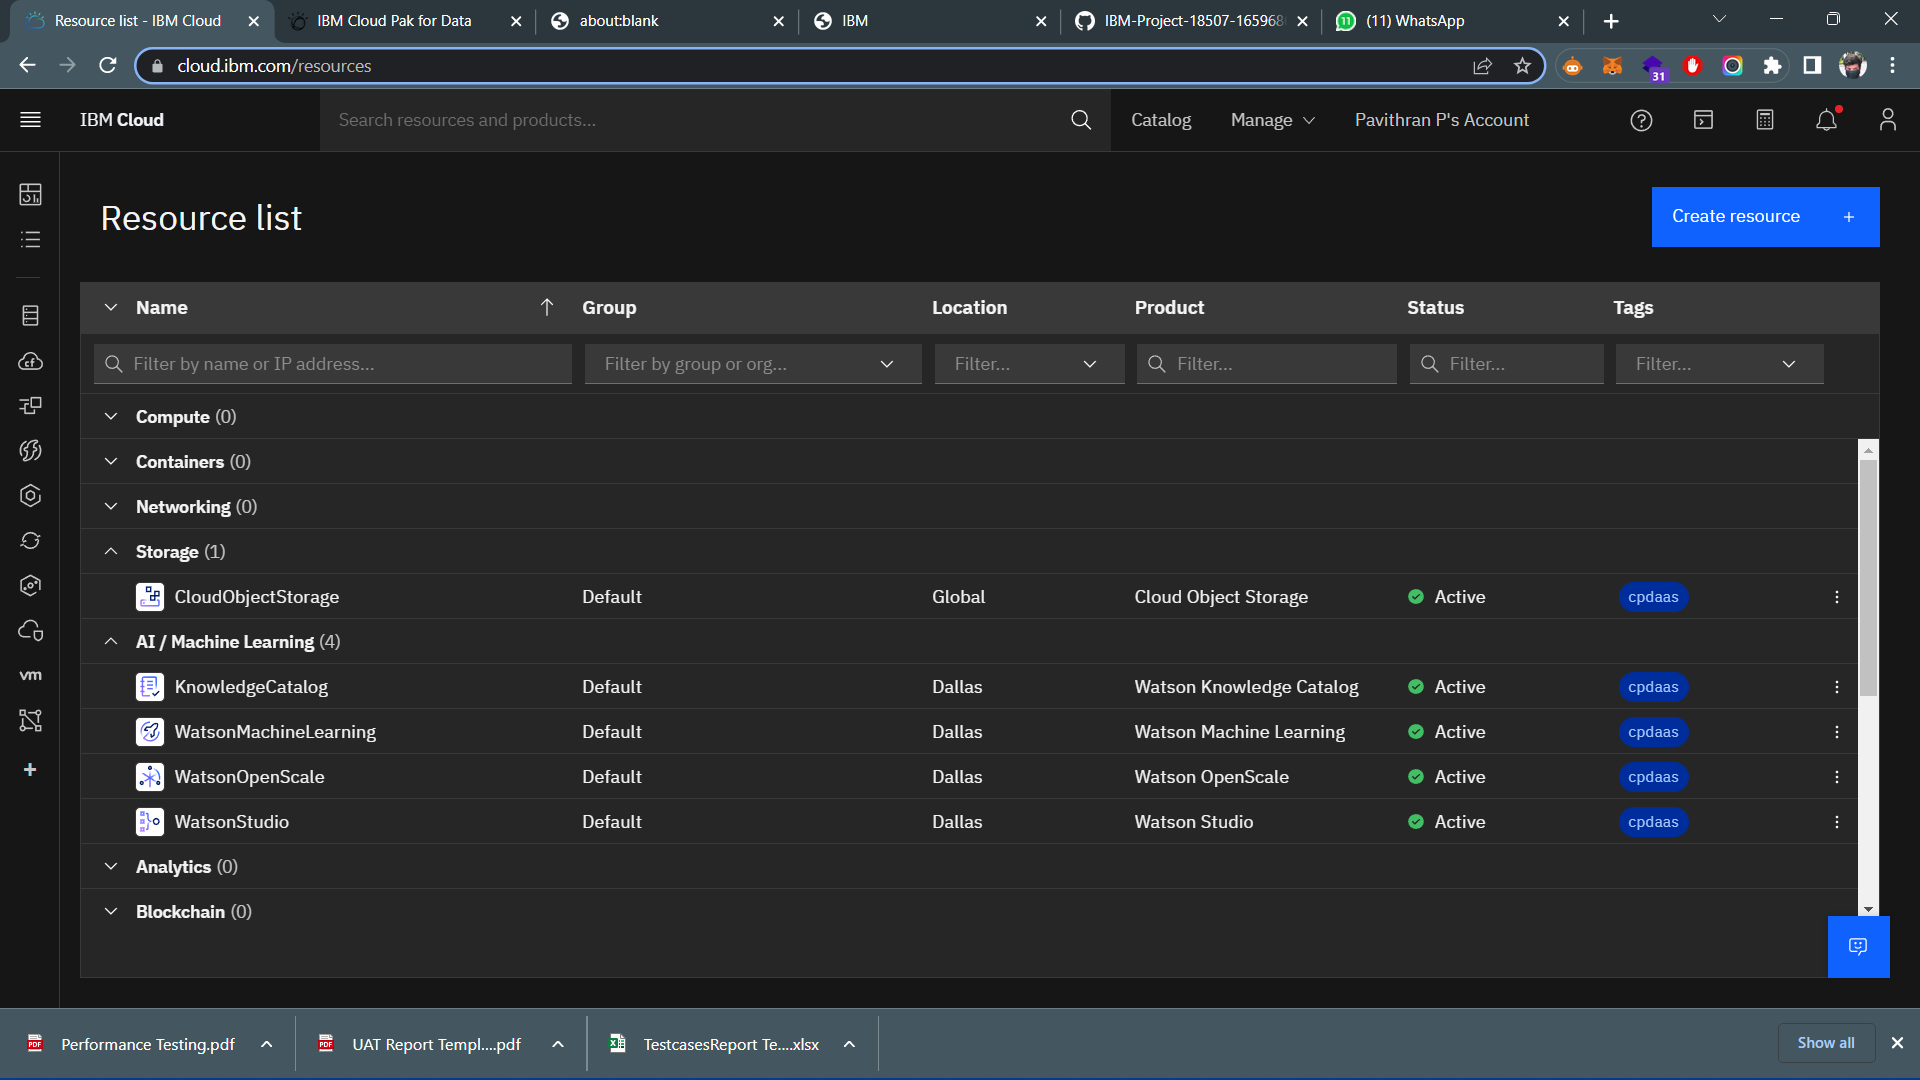 Resource list - IBM Cloud
IBM Cloud Pak for Data
about:blank
IBM
IBM-Project-18507-165968
11
(11) WhatsApp
cloud.ibm.com/resources
31
IBM Cloud
Search resources and products...
Catalog
Manage
Pavithran P's Account
Resource list
Create resource +
Name
Group
Location
Product
Status
Tags
Filter by name or IP address...
Filter by group or org...
Filter...
Filter...
Filter...
Filter...
Compute (0)
Containers (0)
Networking (0)
Storage (1)
CloudObjectStorage Default Global Cloud Object Storage Active cpdaas
AI / Machine Learning (4)
KnowledgeCatalog Default Dallas Watson Knowledge Catalog Active cpdaas
WatsonMachineLearning Default Dallas Watson Machine Learning Active cpdaas
WatsonOpenScale Default Dallas Watson OpenScale Active cpdaas
WatsonStudio Default Dallas Watson Studio Active cpdaas
Analytics (0)
Blockchain (0)
cf
vm
Performance Testing.pdf
UAT Report Templ....pdf
TestcasesReport Te....xlsx
Show all